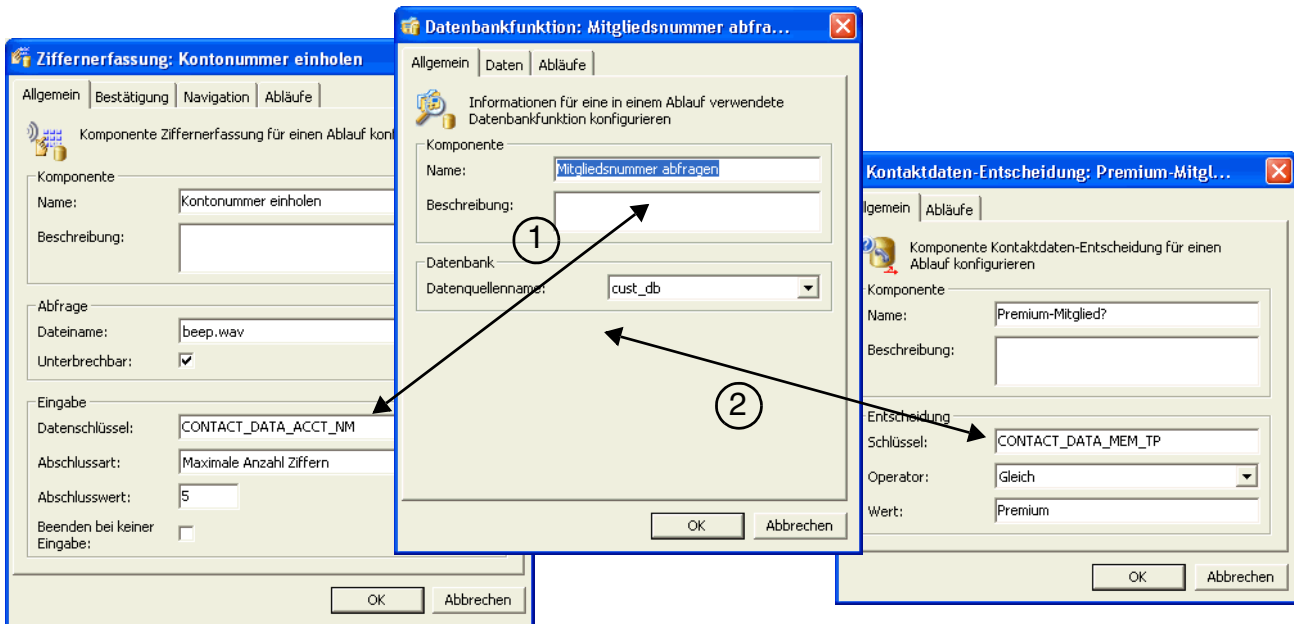 Ziffernerfassung: Kontonummer einholen
Allgemein
Bestätigung
Navigation
Abläufe
Komponente Ziffernerfassung für einen Ablauf
Komponente
Name:
Kontonummer einholen
Beschreibung:
Abfrage
Dateiname:
beep.wav
Unterbrechbar:
Eingabe
Datenschlüssel:
CONTACT_DATA_ACCT_NM
Abschlussart:
Maximale Anzahl Ziffern
Abschlusswert:
5
Beenden bei keiner
Eingabe:
OK
Abbrechen
Datenbankfunktion: Mitgliedsnummer abfra...
Allgemein
Daten
Abläufe
Informationen für eine in einem Ablauf verwendete
Datenbankfunktion konfigurieren
Komponente
Name:
Mitgliedsnummer abfragen
Beschreibung:
Datenbank
Datenquellenname:
cust_db
OK
Abbrechen
1
2
Kontaktdaten-Entscheidung: Premium-Mitgl...
lgemein
Abläufe
Komponente Kontaktdaten-Entscheidung für einen
Ablauf konfigurieren
Komponente
Name:
Premium-Mitglied?
Beschreibung:
Entscheidung
Schlüssel:
CONTACT_DATA_MEM_TP
Operator:
Gleich
Wert:
Premium
OK
Abbrechen